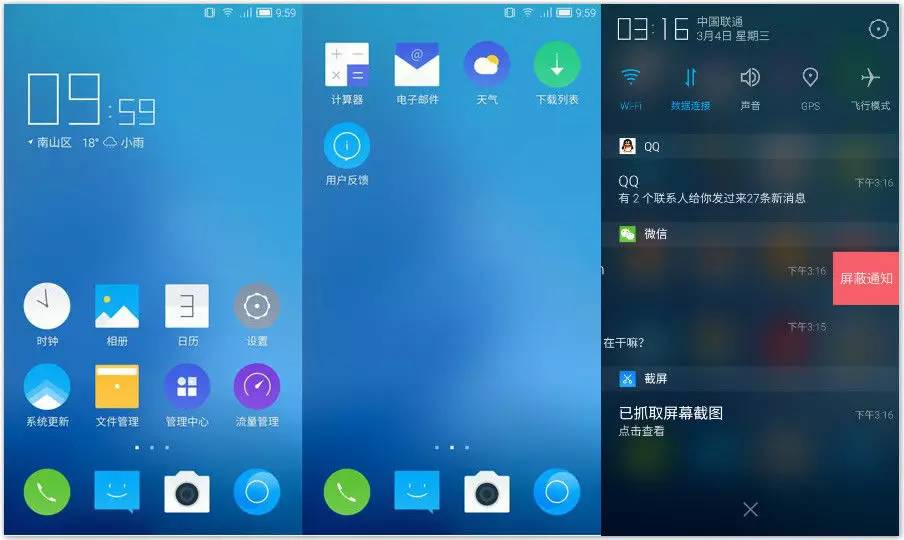 9:59
09:59
南山区 18° 小雨
时钟 相册 日历 设置
系统更新 文件管理 管理中心 流量管理
9:59
计算器 电子邮件 天气 下载列表
用户反馈
03:16 中国联通
3月4日 星期三
Wi-Fi 数据连接 声音 GPS 飞行模式
QQ
QQ 下午3:16
有 2 个联系人给你发过来27条新消息
微信
n 下午3:16 屏蔽通知
下午3:15
在干嘛?
截屏
已抓取屏幕截图 下午3:16
点击查看